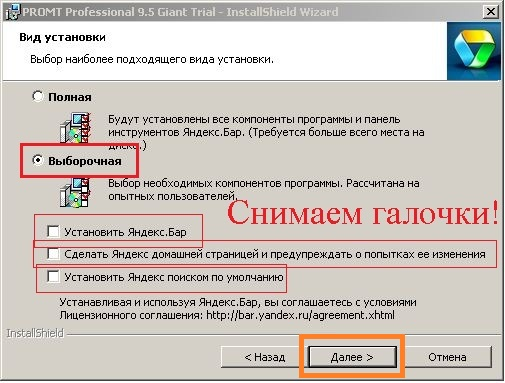 PROMT Professional 9.5 Giant Trial - InstallShield Wizard
Вид установки
Выбор наиболее подходящего вида установки.
Полная
Будут установлены все компоненты программы и панель
инструментов Яндекс.Бар. (Требуется больше всего места на
диске.)
Выборочная
Выбор необходимых компонентов программы. Рассчитана на
опытных пользователей.
Снимаем галочки!
Установить Яндекс.Бар
Сделать Яндекс домашней страницей и предупреждать о попытках ее изменения
Установить Яндекс поиском по умолчанию
Устанавливая и используя Яндекс.Бар, вы соглашаетесь с условиями
Лицензионного соглашения: http://bar.yandex.ru/agreement.xhtml
InstallShield
< Назад
Далее >
Отмена